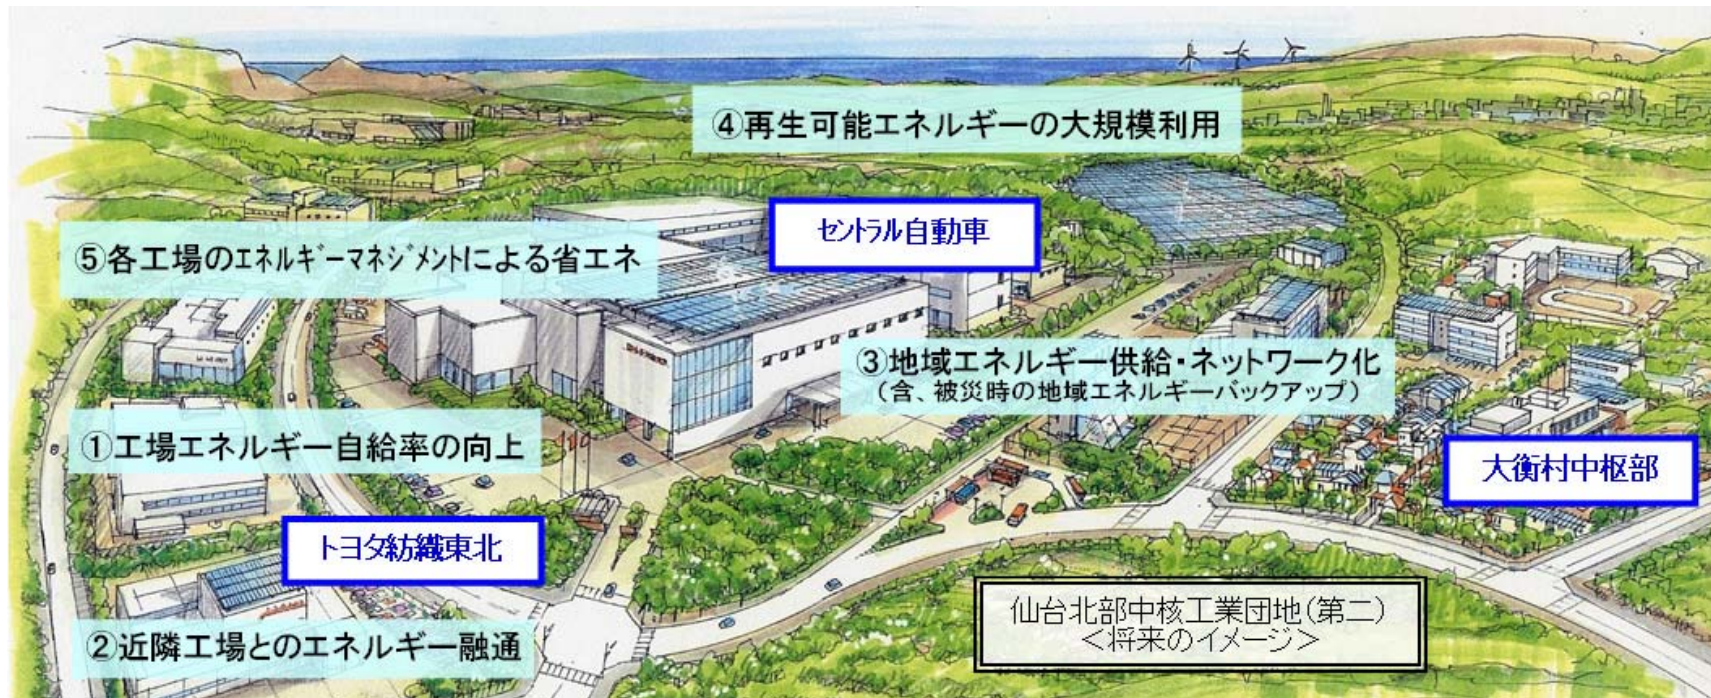 ④再生可能エネルギーの大規模利用
セントラル自動車
⑤各工場のエネルギーマネジメントによる省エネ
③地域エネルギー供給・ネットワーク化
(含、被災時の地域エネルギーバックアップ)
①工場エネルギー自給率の向上
大衡村中枢部
トヨタ紡織東北
仙台北部中核工業団地(第二)
<将来のイメージ>
②近隣工場とのエネルギー融通